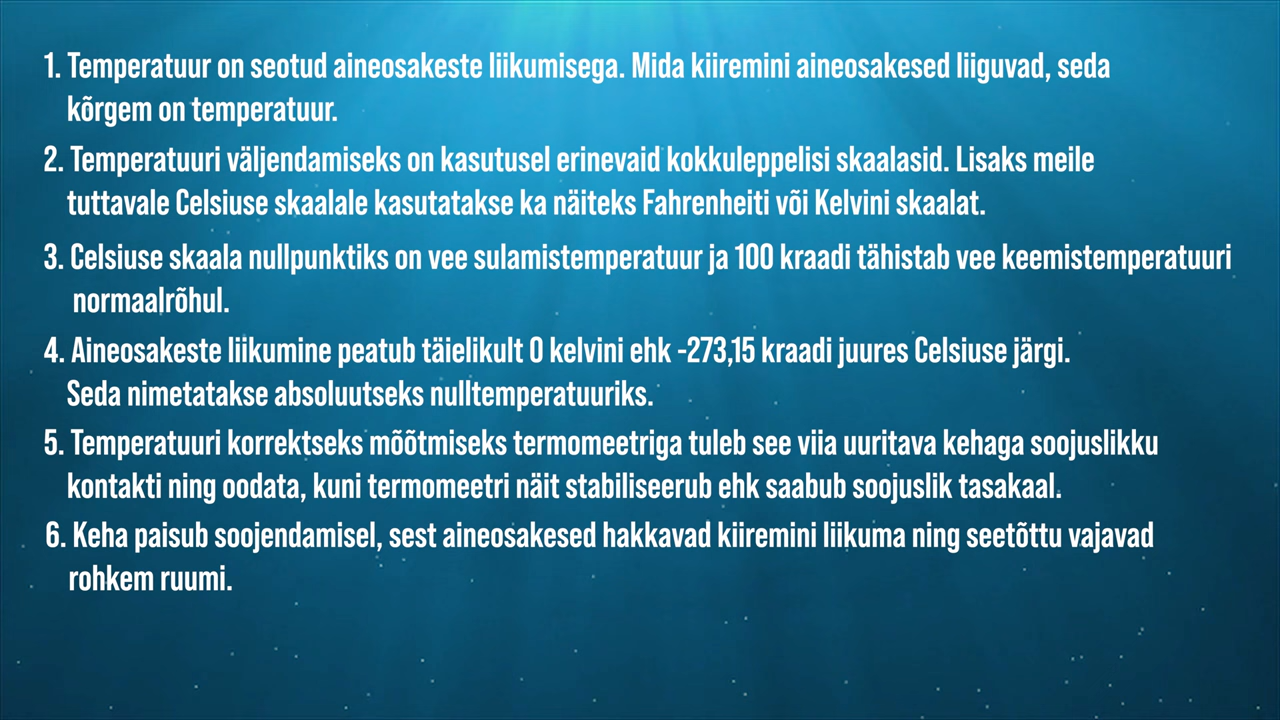 1. Temperatuur on seotud aineosakeste liikumisega. Mida kiiremini aineosakesed liiguvad, seda
kõrgem on temperatuur.
2. Temperatuuri väljendamiseks on kasutusel erinevaid kokkuleppelisi skaalasid. Lisaks meile
tuttavale Celsiuse skaalale kasutatakse ka näiteks Fahrenheiti või Kelvini skaalat.
3. Celsiuse skaala nullpunktiks on vee sulamistemperatuur ja 100 kraadi tähistab vee keemistemperatuuri
normaalrõhul.
4. Aineosakeste liikumine peatub täielikult 0 kelvini ehk -273,15 kraadi juures Celsiuse järgi.
Seda nimetatakse absoluutseks nulltemperatuuriks.
5. Temperatuuri korrektseks mõõtmiseks termomeetriga tuleb see viia uuritava kehaga soojuslikku
kontakti ning oodata, kuni termomeetri näit stabiliseerub ehk saabub soojuslik tasakaal.
6. Keha paisub soojendamisel, sest aineosakesed hakkavad kiiremini liikuma ning seetõttu vajavad
rohkem ruumi.